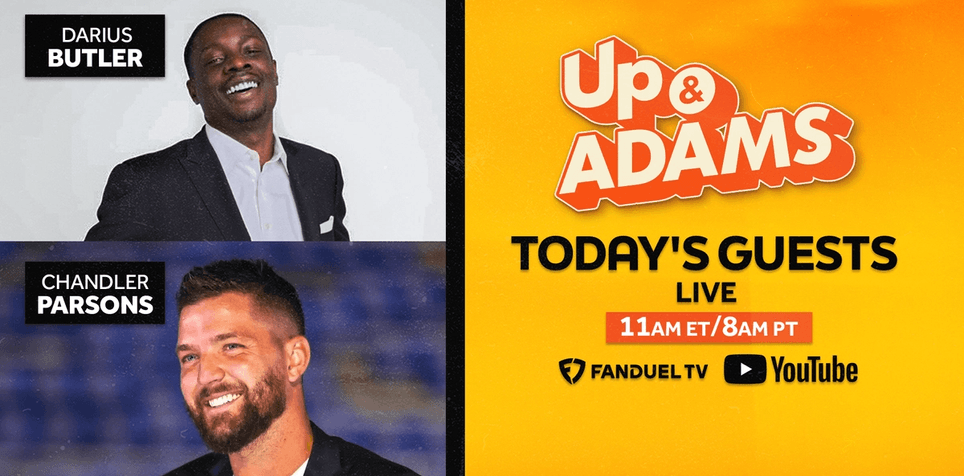 DARIUS
BUTLER
CHANDLER
PARSONS
Up &
ADAMS
TODAY'S GUESTS
LIVE
11AM ET/8AM PT
FANDUEL TV
YouTube